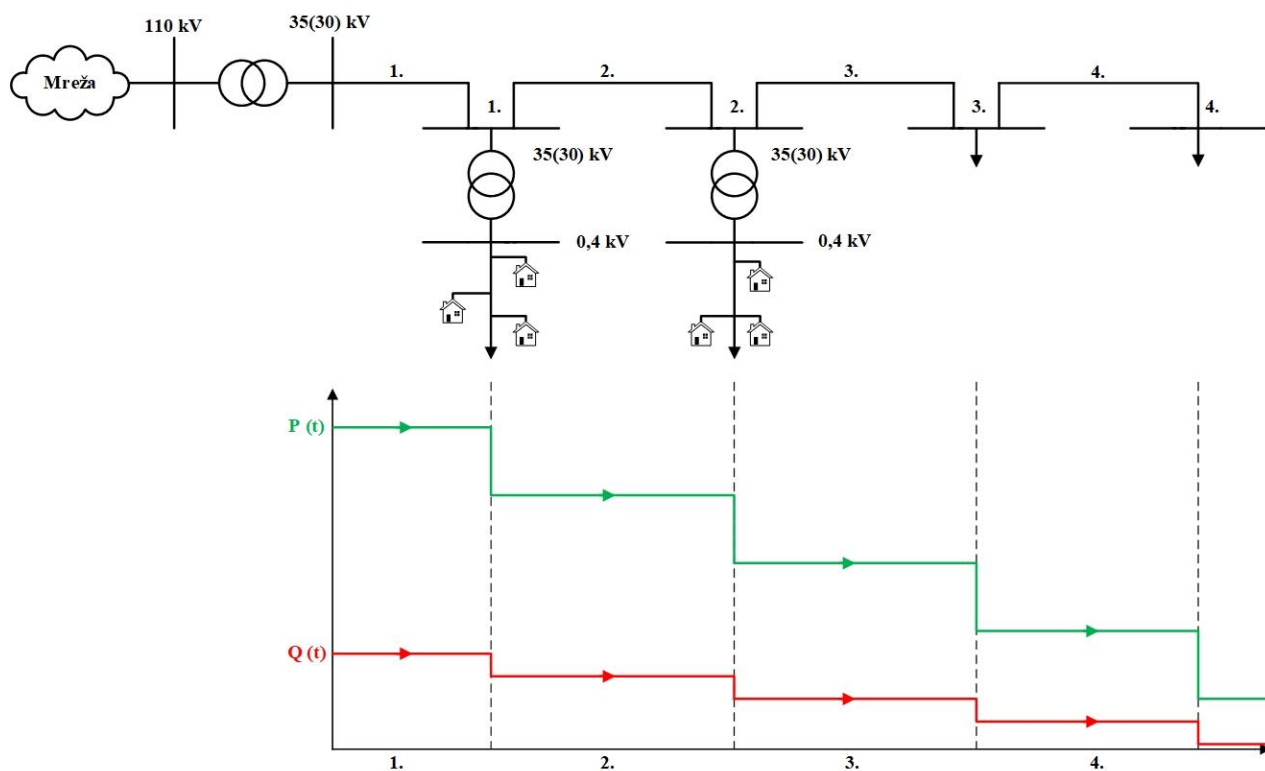 110 kV
35(30) kV
Mreža
1.
2.
3.
4.
1.
2.
3.
4.
35(30) kV
35(30) kV
0,4 kV
0,4 kV
P (t)
Q (t)
1.
2.
3.
4.